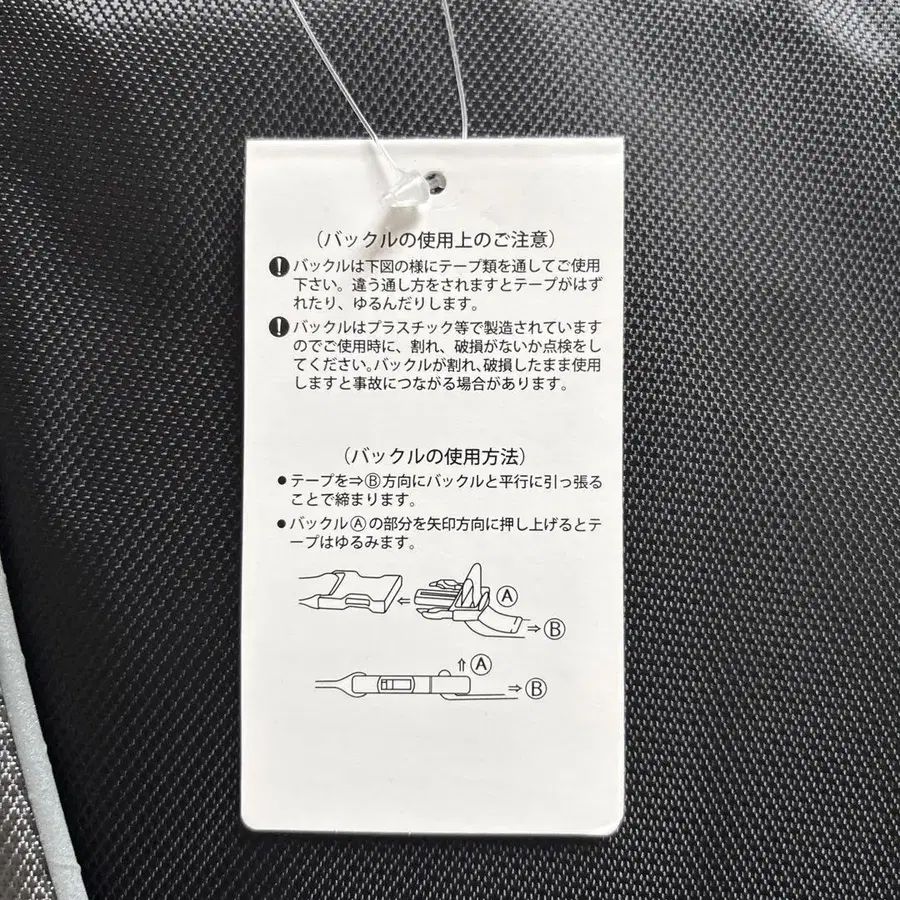 （バックルの使用上のご注意）
! バックルは下図の様にテープ類を通してご使用
下さい。違う通し方をされますとテープがはず
れたり、ゆるんだりします。
! バックルはプラスチック等で製造されています
のでご使用時に、割れ、破損がないか点検をし
てください。バックルが割れ、破損したまま使用
しますと事故につながる場合があります。
（バックルの使用方法）
●テープを⇒Ⓑ方向にバックルと平行に引っ張る
ことで締まります。
●バックルⒶの部分を矢印方向に押し上げるとテ
ープはゆるみます。
←
Ⓐ
⇒Ⓑ
⇑Ⓐ
⇒Ⓑ